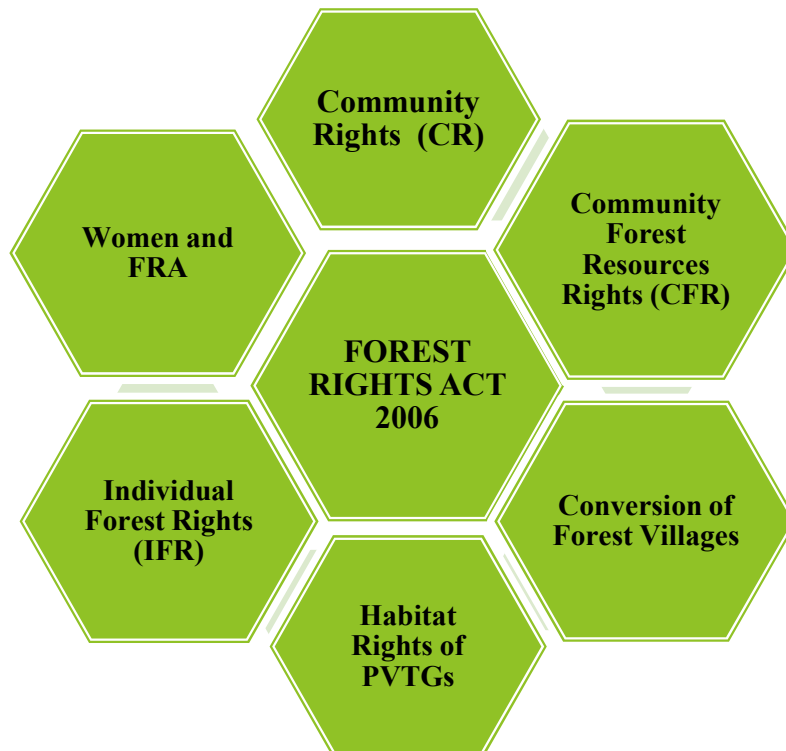 Community
Rights (CR)
Community
Forest
Resources
Rights (CFR)
Women and
FRA
FOREST
RIGHTS ACT
2006
Individual
Forest Rights
(IFR)
Conversion of
Forest Villages
Habitat
Rights of
PVTGs